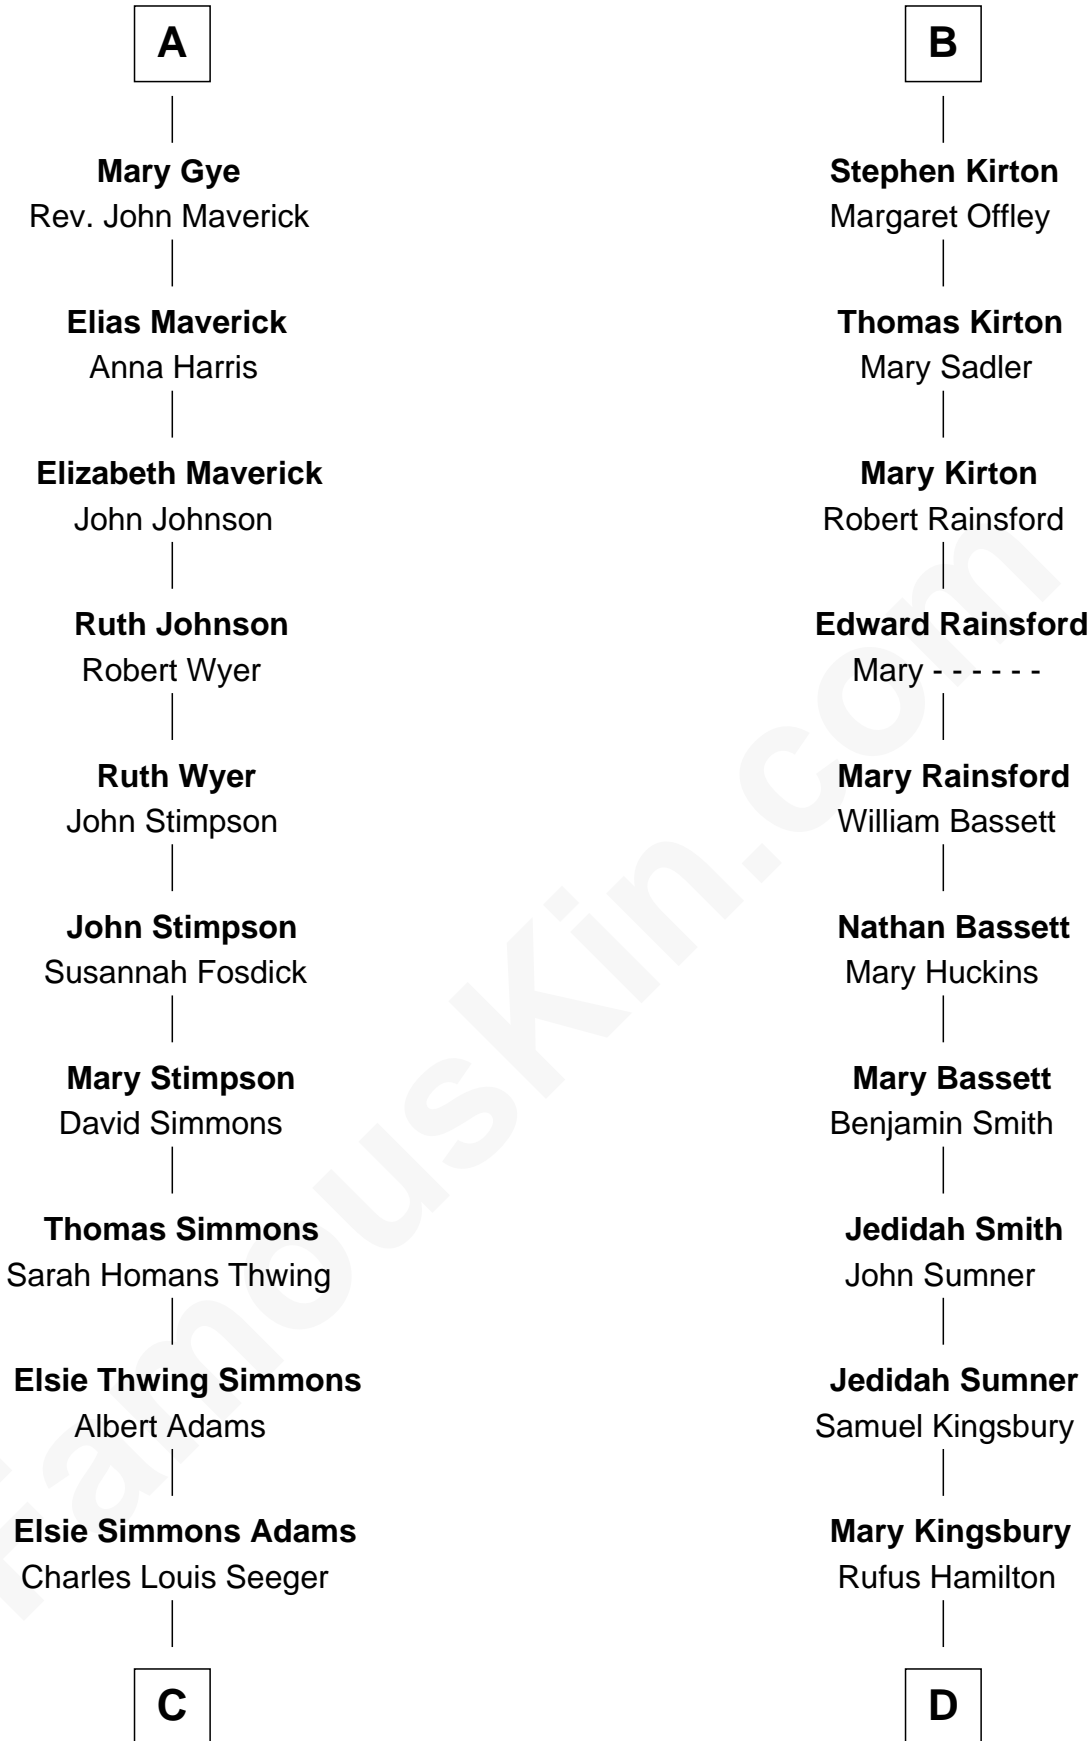 A
Mary Gye
Rev. John Maverick
Elias Maverick
Anna Harris
Elizabeth Maverick
John Johnson
Ruth Johnson
Robert Wyer
Ruth Wyer
John Stimpson
John Stimpson
Susannah Fosdick
Mary Stimpson
David Simmons
Thomas Simmons
Sarah Homans Thwing
Elsie Thwing Simmons
Albert Adams
Elsie Simmons Adams
Charles Louis Seeger
C
B
Stephen Kirton
Margaret Offley
Thomas Kirton
Mary Sadler
Mary Kirton
Robert Rainsford
Edward Rainsford
Mary - - - - - -
Mary Rainsford
William Bassett
Nathan Bassett
Mary Huckins
Mary Bassett
Benjamin Smith
Jedidah Smith
John Sumner
Jedidah Sumner
Samuel Kingsbury
Mary Kingsbury
Rufus Hamilton
D
FamousKin.com